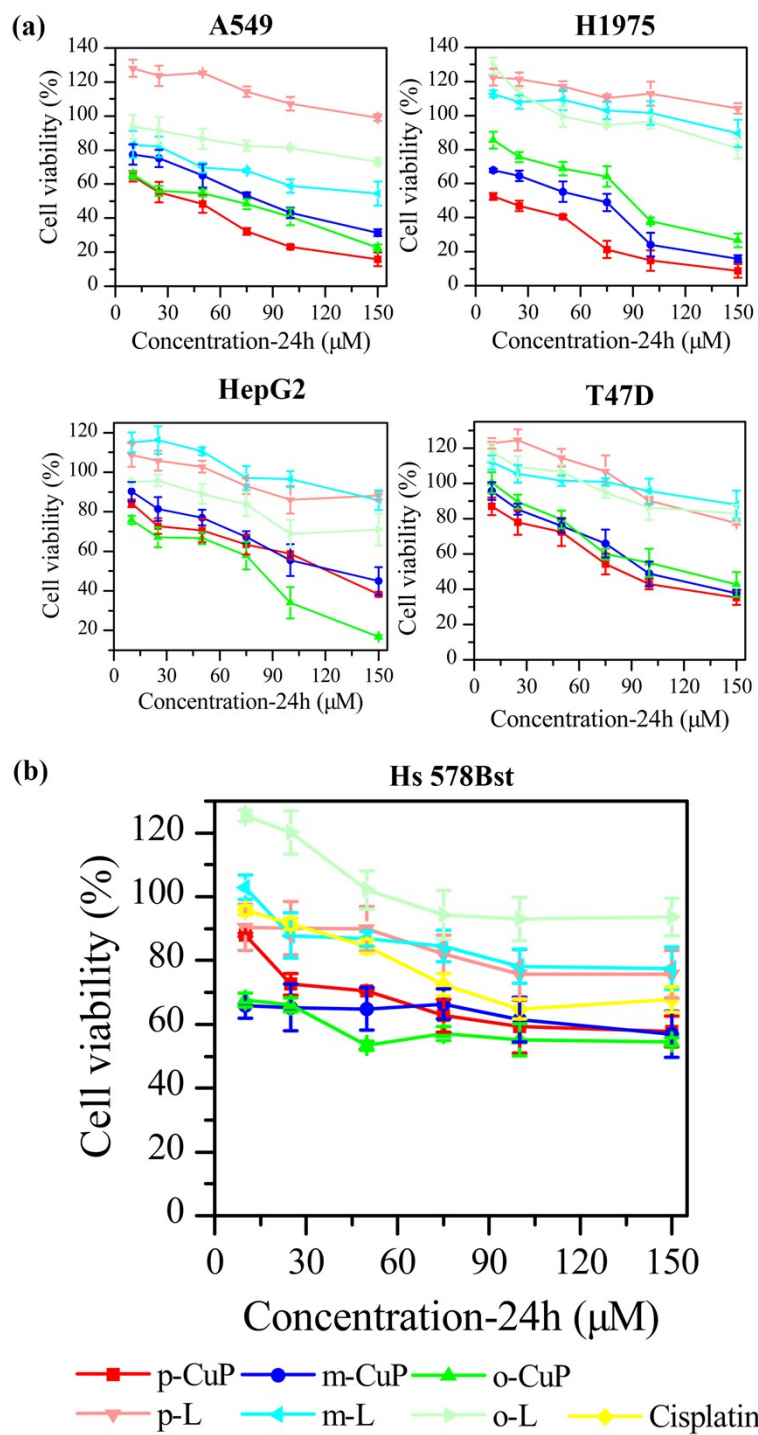 (a)
A549
H1975
Cell viability (%)
140
120
100
80
60
40
20
0
0 30 60 90 120 150
Concentration-24h (μM)
Cell viability (%)
140
120
100
80
60
40
20
0
0 30 60 90 120 150
Concentration-24h (μM)
HepG2
T47D
Cell viability (%)
120
100
80
60
40
20
0 30 60 90 120 150
Concentration-24h (μM)
Cell viability (%)
120
100
80
60
40
20
0
0 30 60 90 120 150
Concentration-24h (μM)
(b)
Hs 578Bst
Cell viability (%)
120
100
80
60
40
20
0
0 30 60 90 120 150
Concentration-24h (μM)
p-CuP m-CuP o-CuP
p-L m-L o-L Cisplatin